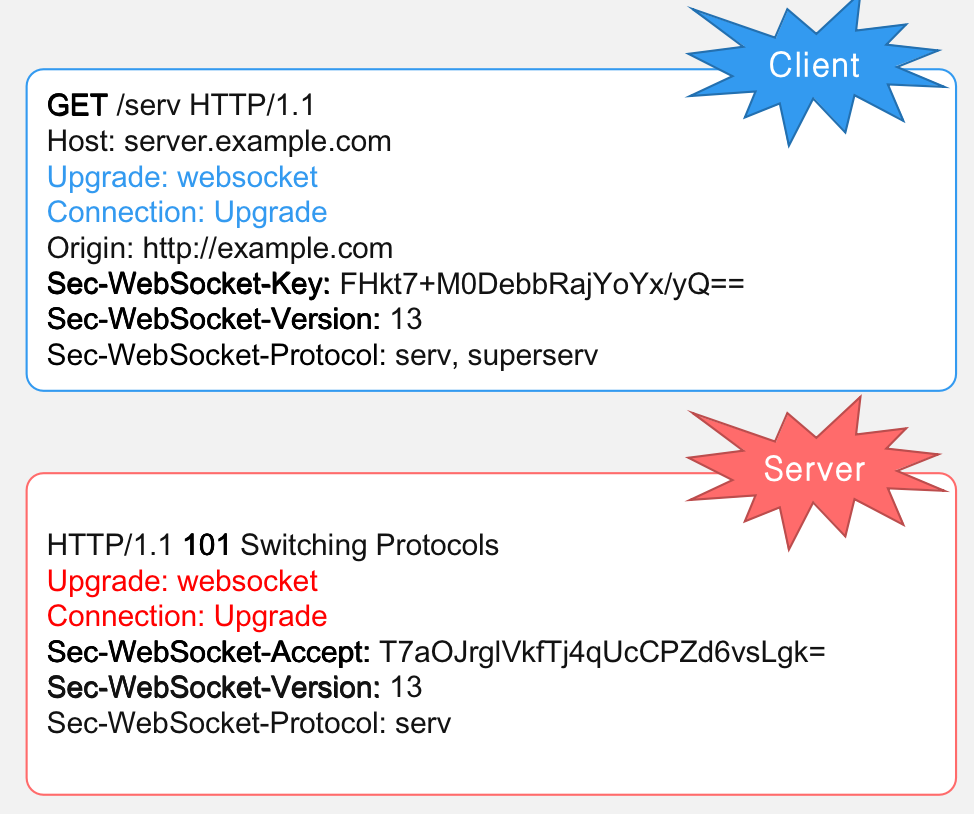 Client
GET /serv HTTP/1.1
Host: server.example.com
Upgrade: websocket
Connection: Upgrade
Origin: http://example.com
Sec-WebSocket-Key: FHkt7+M0DebbRajYoYx/yQ==
Sec-WebSocket-Version: 13
Sec-WebSocket-Protocol: serv, superserv
Server
HTTP/1.1 101 Switching Protocols
Upgrade: websocket
Connection: Upgrade
Sec-WebSocket-Accept: T7aOJrglVkfTj4qUcCPZd6vsLgk=
Sec-WebSocket-Version: 13
Sec-WebSocket-Protocol: serv